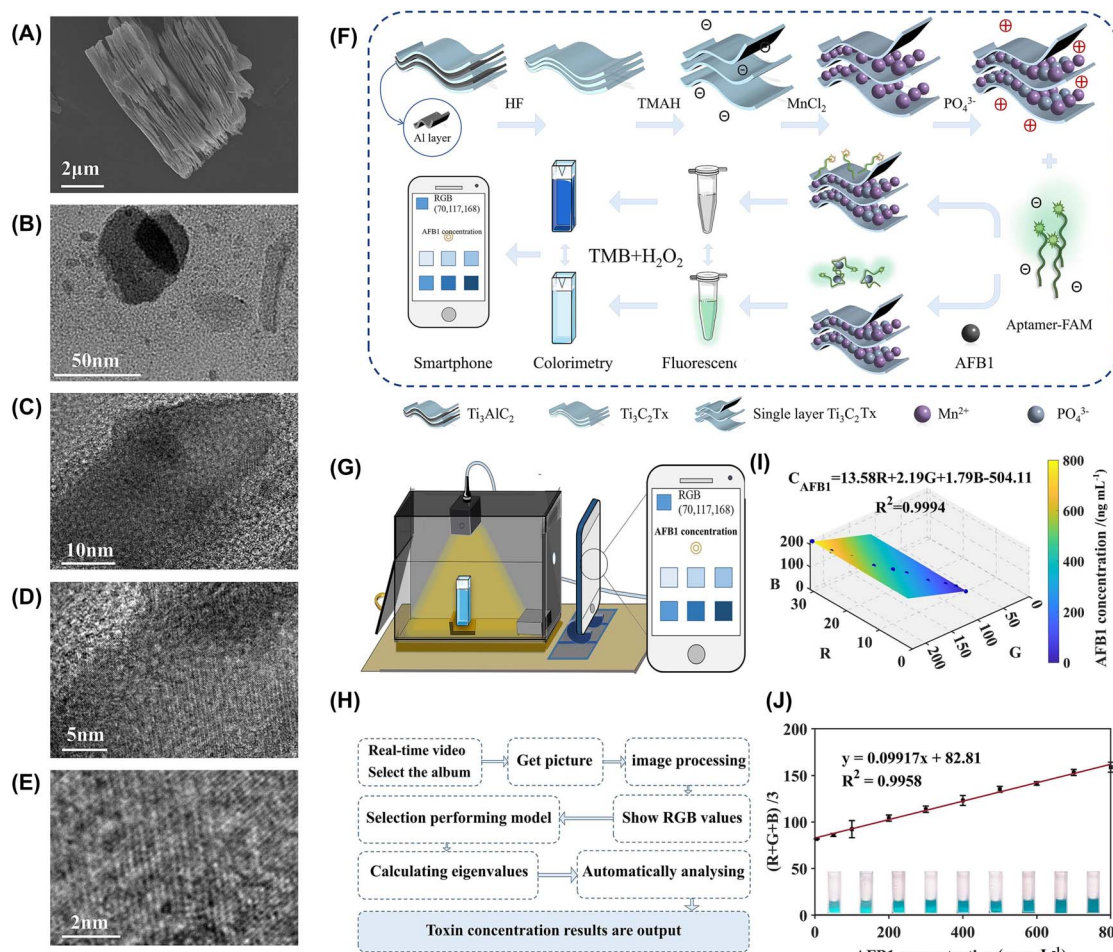 (A)
2μm
(B)
50nm
(C)
10nm
(D)
5nm
(E)
2nm
(F)
HF
TMAH
MnCl2
PO4 3-
Al layer
RGB
(70,117,168)
AFB1 concentration
TMB+H2O2
Smartphone
Colorimetry
Fluorescenc
AFB1
Aptamer-FAM
Ti3AlC2
Ti3C2Tx
Single layer Ti3C2Tx
Mn2+
PO4 3-
(G)
RGB
(70,117,168)
AFB1 concentration
(H)
Real-time video
Select the album
Get picture
image processing
Selection performing model
Show RGB values
Calculating eigenvalues
Automatically analysing
Toxin concentration results are output
(I)
C AFB1=13.58R+2.19G+1.79B-504.11
R2=0.9994
200
100
0
B
30
20
10
0
R
200
150
100
50
0
G
800
600
400
200
0
AFB1 concentration /(ng mL-1)
(J)
y = 0.09917x + 82.81
R2 = 0.9958
(R+G+B) /3
200
150
100
50
0
0
200
400
600
80